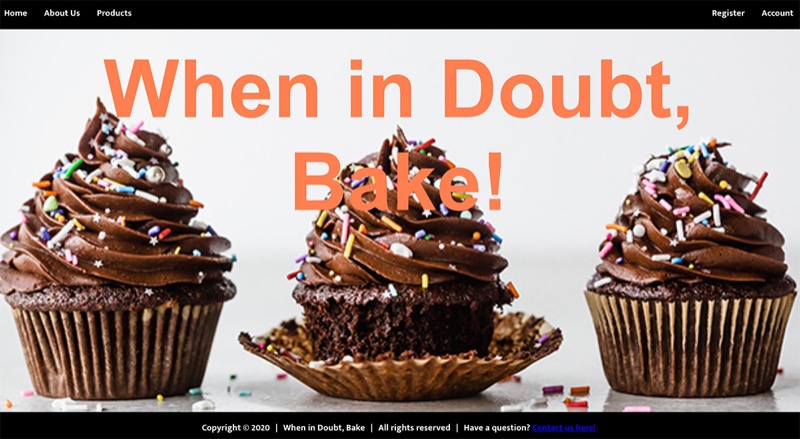 Home About Us Products Register Account
When in Doubt,
Bake!
Copyright © 2020 | When in Doubt, Bake | All rights reserved | Have a question? Contact us here!